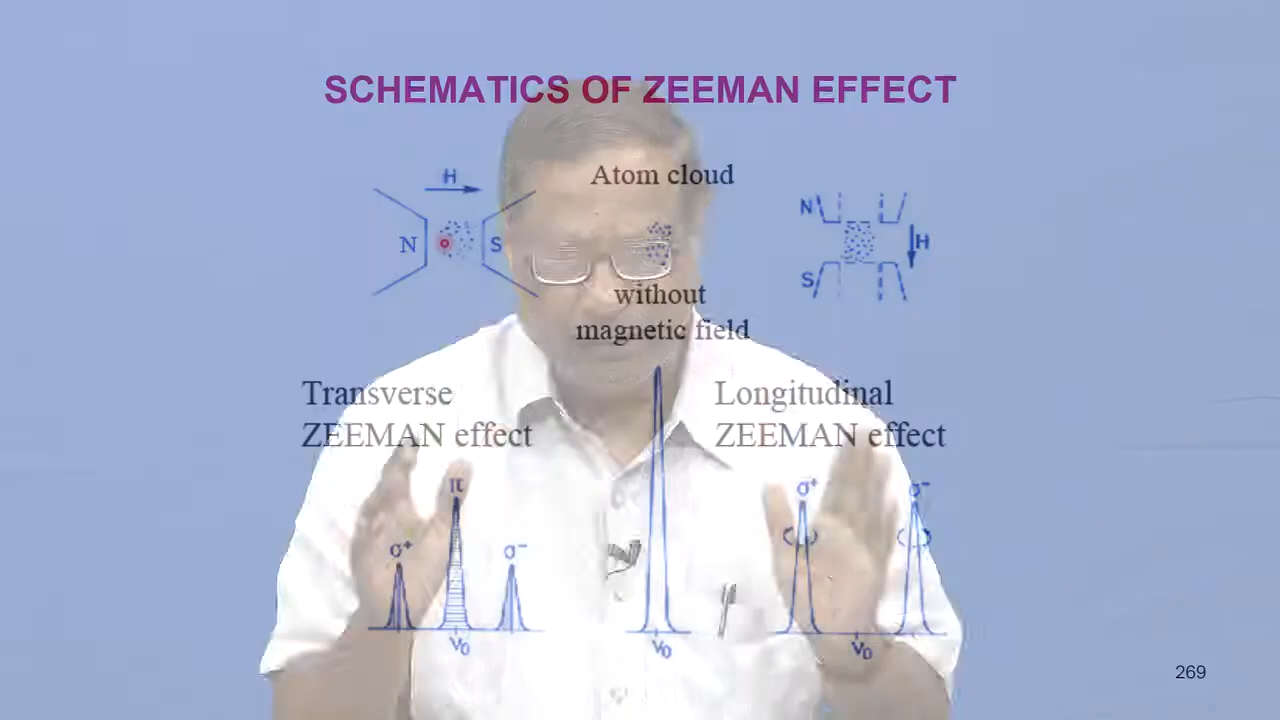 SCHEMATICS OF ZEEMAN EFFECT
H
N
S
Atom cloud
without
magnetic field
N
S
H
Transverse
ZEEMAN effect
Longitudinal
ZEEMAN effect
σ⁺
π
σ⁻
ν₀
ν₀
σ⁺
σ⁻
ν₀
269